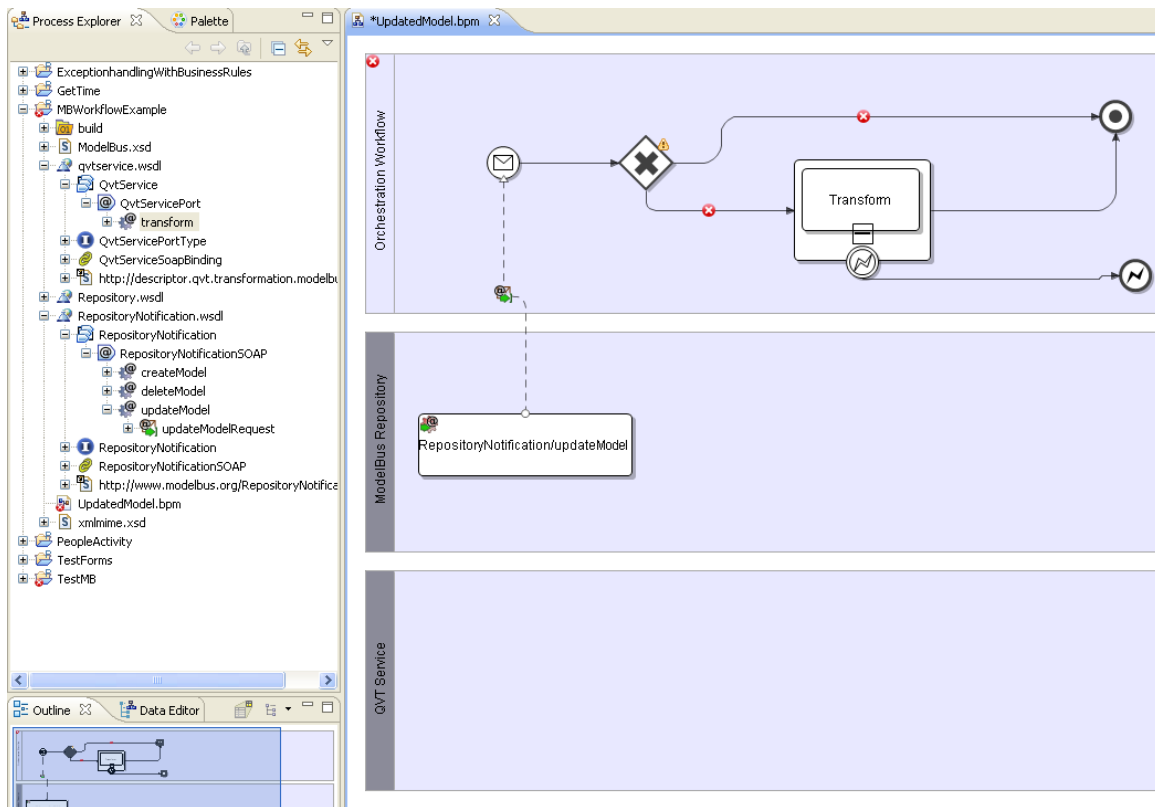 Process Explorer
Palette
ExceptionhandlingWithBusinessRules
GetTime
MBWorkflowExample
build
ModelBus.xsd
qvtservice.wsdl
QvtService
QvtServicePort
transform
QvtServicePortType
QvtServiceSoapBinding
http://descriptor.qvt.transformation.modelbu
Repository.wsdl
RepositoryNotification.wsdl
RepositoryNotification
RepositoryNotificationSOAP
createModel
deleteModel
updateModel
updateModelRequest
RepositoryNotification
RepositoryNotificationSOAP
http://www.modelbus.org/RepositoryNotifica
UpdatedModel.bpm
xmlmime.xsd
PeopleActivity
TestForms
TestMB
Outline
Data Editor
*UpdatedModel.bpm
Orchestration Workflow
Transform
ModelBus Repository
RepositoryNotification/updateModel
QVT Service